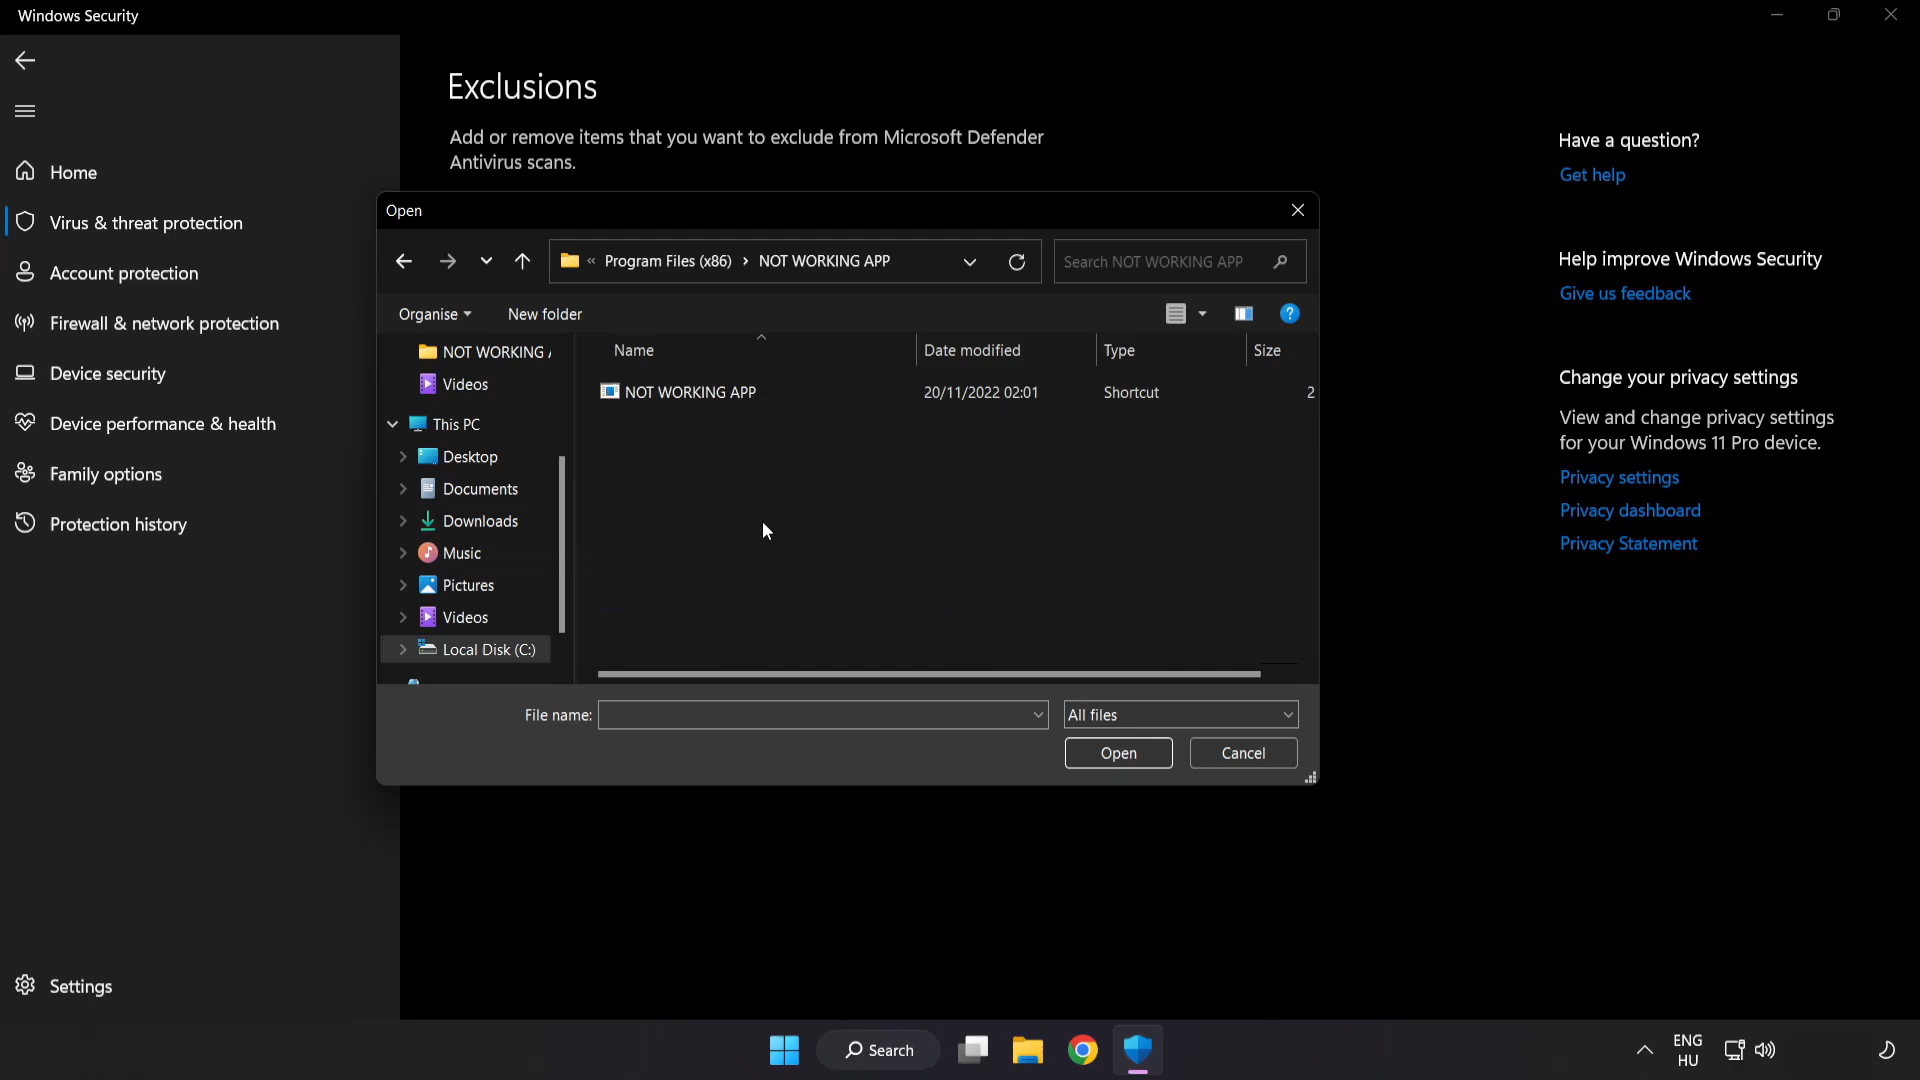 Windows Security
Exclusions
Add or remove items that you want to exclude from Microsoft Defender
Antivirus scans.
Home
Virus & threat protection
Account protection
Firewall & network protection
Device security
Device performance & health
Family options
Protection history
Settings
Open
« Program Files (x86) › NOT WORKING APP
Search NOT WORKING APP
Organise
New folder
?
Name
Date modified
Type
Size
NOT WORKING APP
20/11/2022 02:01
Shortcut
2
NOT WORKING
Videos
This PC
Desktop
Documents
Downloads
Music
Pictures
Videos
Local Disk (C:)
File name:
All files
Open
Cancel
Have a question?
Get help
Help improve Windows Security
Give us feedback
Change your privacy settings
View and change privacy settings
for your Windows 11 Pro device.
Privacy settings
Privacy dashboard
Privacy Statement
Search
ENG
HU